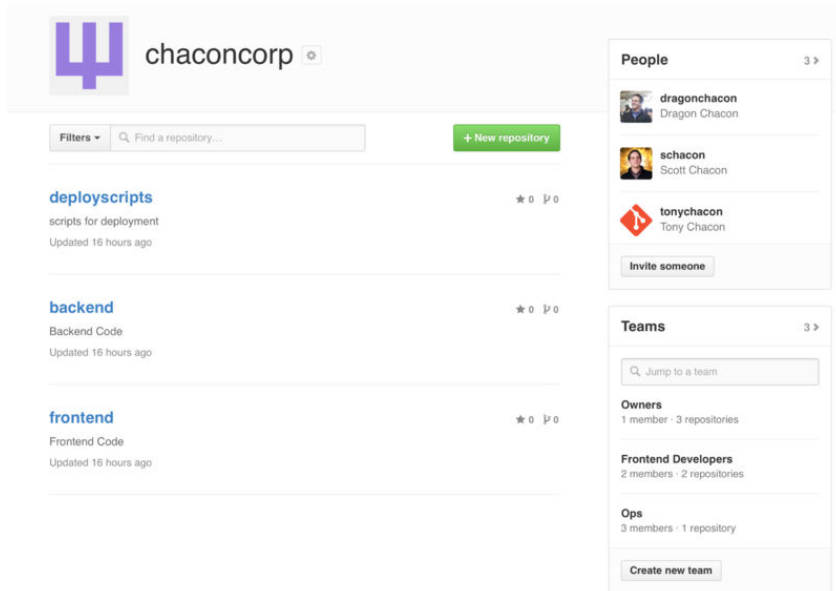 chaoncorp
Filters
Find a repository...
+ New repository
deployscripts
0 0
scripts for deployment
Updated 16 hours ago
backend
0 0
Backend Code
Updated 16 hours ago
frontend
0 0
Frontend Code
Updated 16 hours ago
People
3
dragonchacon
Dragon Chacon
schacon
Scott Chacon
tonychacon
Tony Chacon
Invite someone
Teams
3
Jump to a team
Owners
1 member · 3 repositories
Frontend Developers
2 members · 2 repositories
Ops
3 members · 1 repository
Create new team